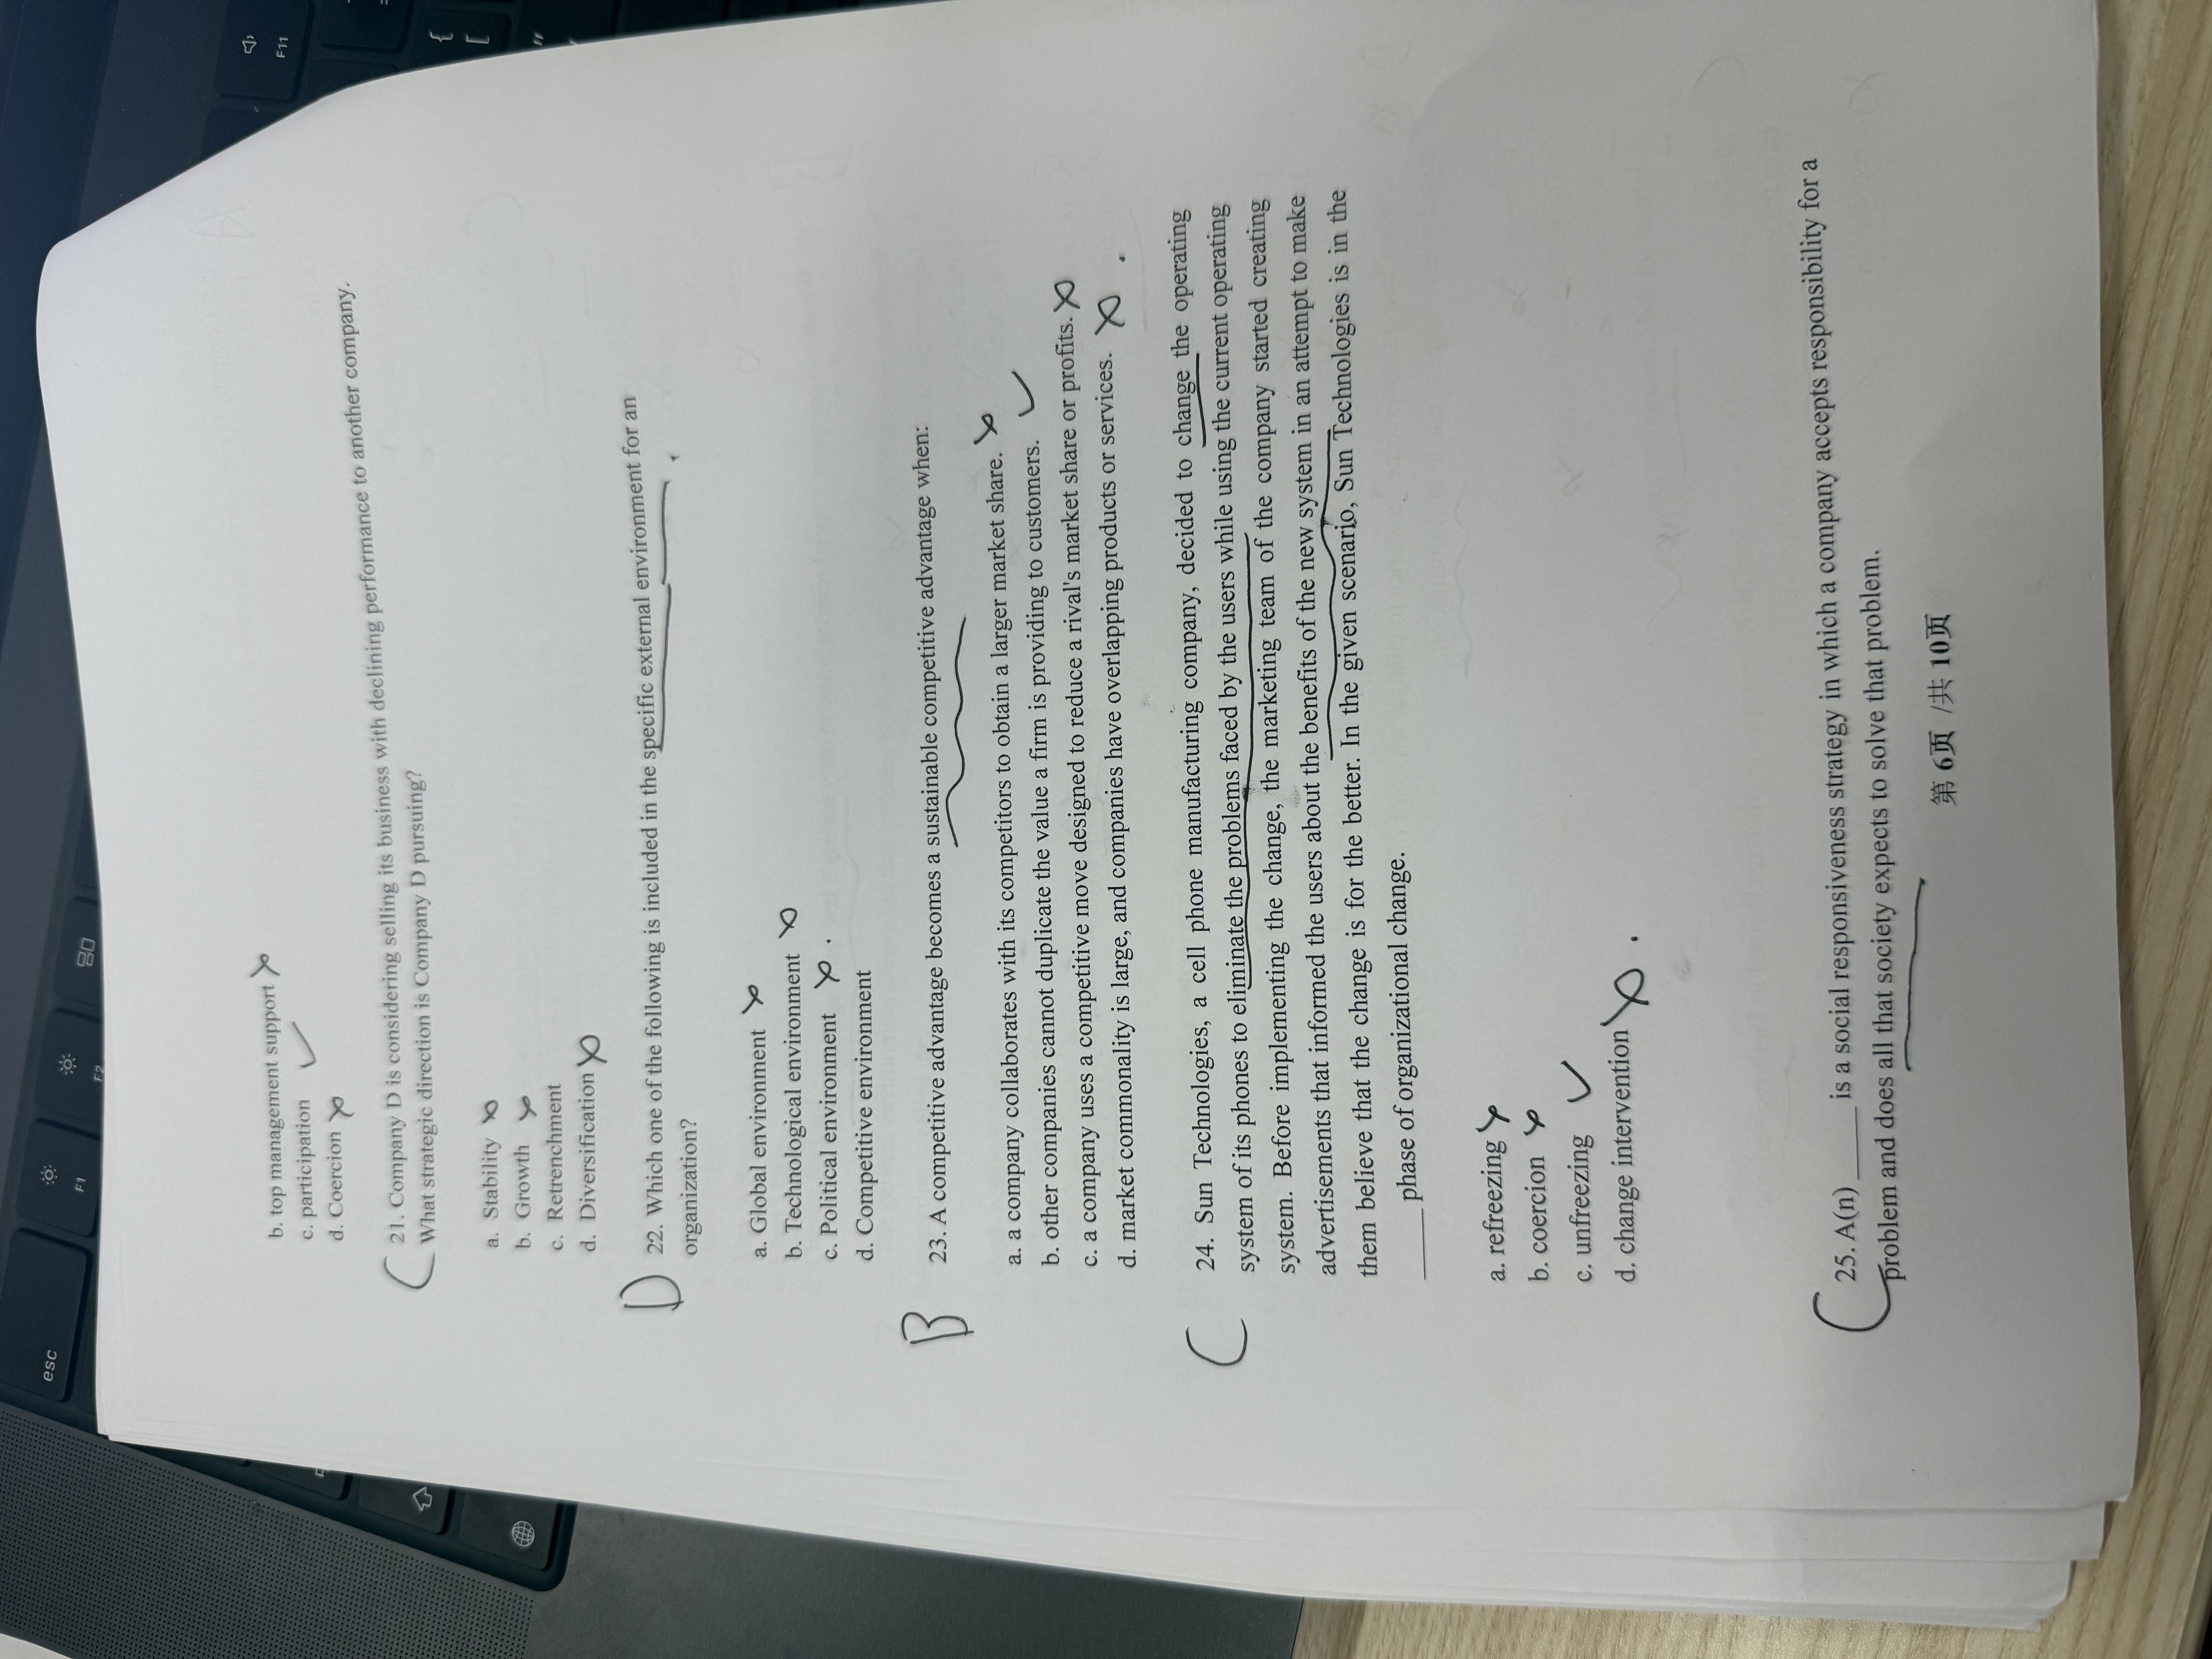 esc
F1
F2
F11
{
[
b. top management support
c. participation
d. Coercion
C
21. Company D is considering selling its business with declining performance to another company.
What strategic direction is Company D pursuing?
a. Stability
b. Growth
c. Retrenchment
d. Diversification
D
22. Which one of the following is included in the specific external environment for an
organization?
a. Global environment
b. Technological environment
c. Political environment
d. Competitive environment
B
23. A competitive advantage becomes a sustainable competitive advantage when:
a. a company collaborates with its competitors to obtain a larger market share.
b. other companies cannot duplicate the value a firm is providing to customers.
c. a company uses a competitive move designed to reduce a rival's market share or profits.
d. market commonality is large, and companies have overlapping products or services.
C
24. Sun Technologies, a cell phone manufacturing company, decided to change the operating
system of its phones to eliminate the problems faced by the users while using the current operating
system. Before implementing the change, the marketing team of the company started creating
advertisements that informed the users about the benefits of the new system in an attempt to make
them believe that the change is for the better. In the given scenario, Sun Technologies is in the
_____ phase of organizational change.
a. refreezing
b. coercion
c. unfreezing
d. change intervention
C
25. A(n) _____ is a social responsiveness strategy in which a company accepts responsibility for a
problem and does all that society expects to solve that problem.
第 6页 /共 10页